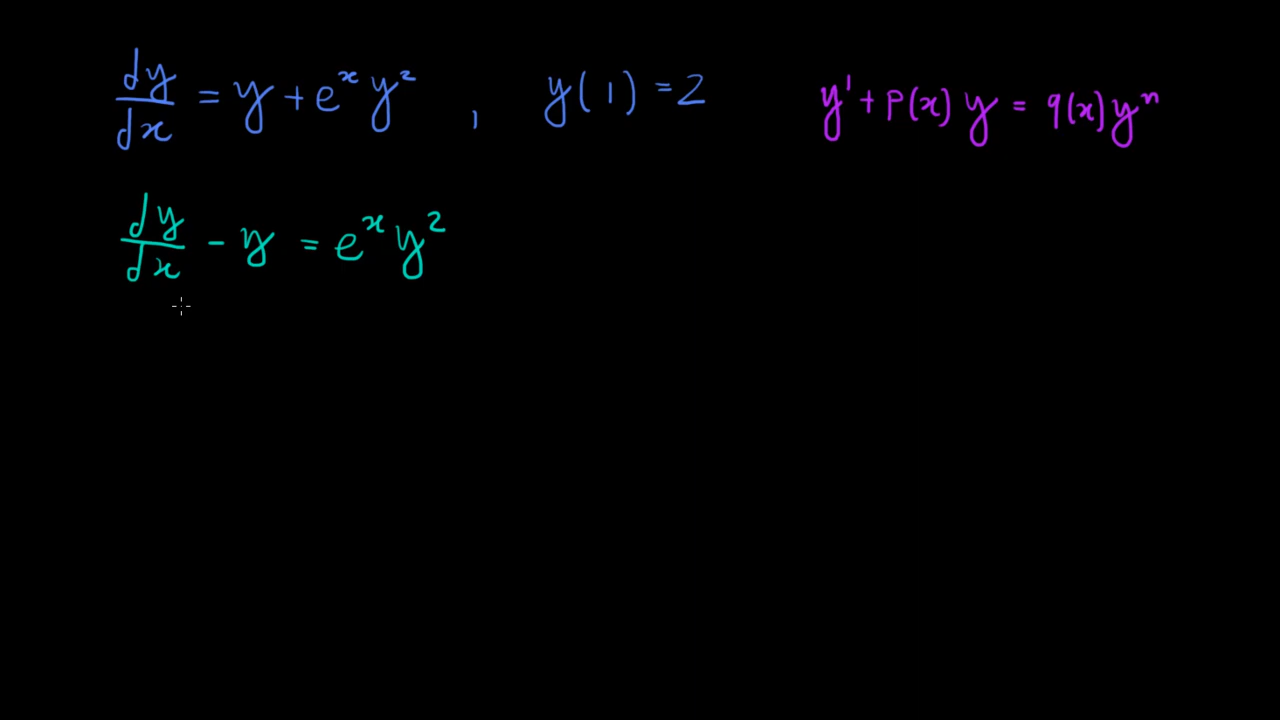 dy/dx = y + e^x y^2 , y(1) = 2
y' + p(x) y = q(x) y^n
dy/dx - y = e^x y^2